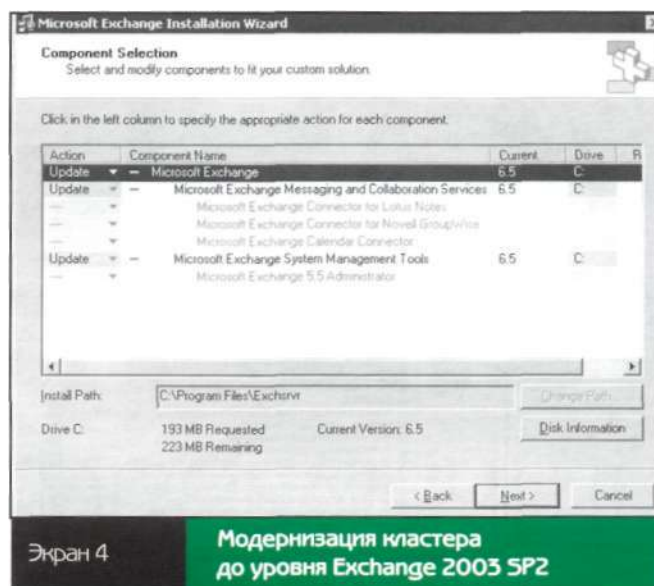 Microsoft Exchange Installation Wizard
Component Selection
Select and modify components to fit your custom solution.
Click in the left column to specify the appropriate action for each component.
Action Component Name Current Drive R
Update — Microsoft Exchange 6.5 C:
Update — Microsoft Exchange Messaging and Collaboration Services 6.5 C:
--- Microsoft Exchange Connector for Lotus Notes
--- Microsoft Exchange Connector for Novell GroupWise
--- Microsoft Exchange Calendar Connector
Update — Microsoft Exchange System Management Tools 6.5 C:
--- Microsoft Exchange 5.5 Administrator
Install Path: C:\Program Files\Exchsrvr Change Path...
Drive C: 193 MB Requested Current Version: 6.5 Disk Information
223 MB Remaining
< Back Next > Cancel
Экран 4
Модернизация кластера
до уровня Exchange 2003 SP2